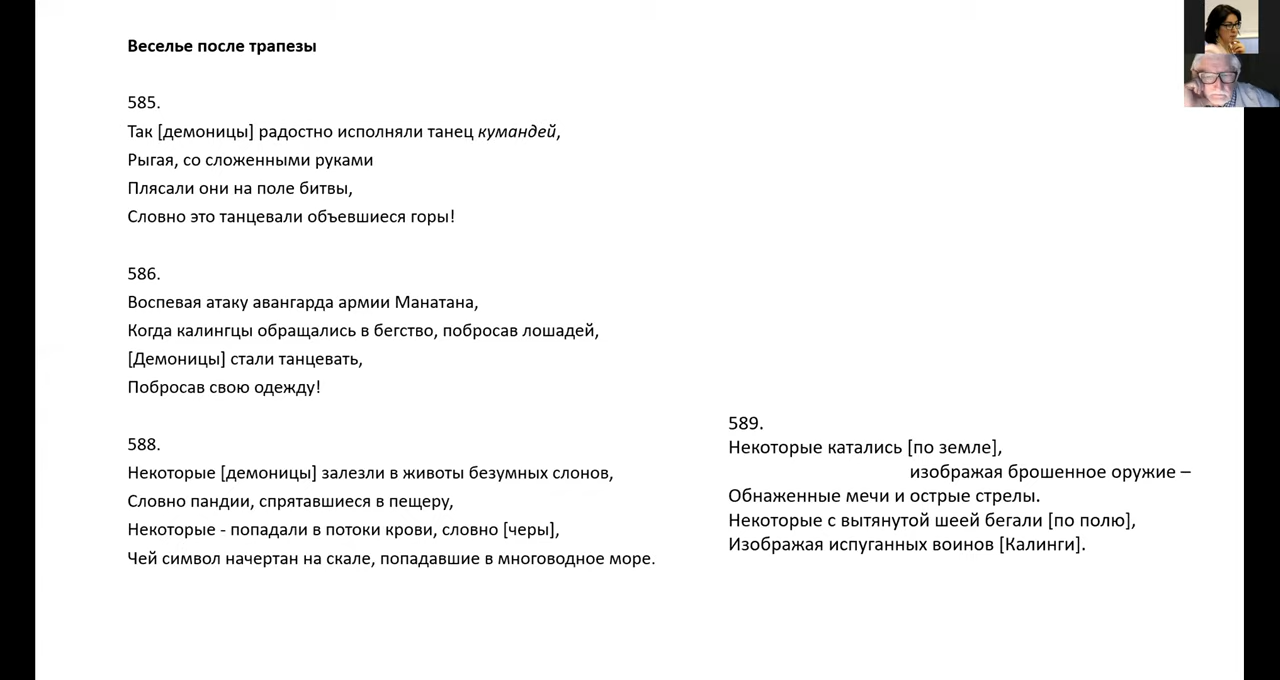 Веселье после трапезы
585.
Так [демоницы] радостно исполняли танец кумандей,
Рыгая, со сложенными руками
Плясали они на поле битвы,
Словно это танцевали объевшиеся горы!
586.
Воспевая атаку авангарда армии Манатана,
Когда калингцы обращались в бегство, побросав лошадей,
[Демоницы] стали танцевать,
Побросав свою одежду!
588.
Некоторые [демоницы] залезли в животы безумных слонов,
Словно пандии, спрятавшиеся в пещеру,
Некоторые - попадали в потоки крови, словно [черы],
Чей символ начертан на скале, попадавшие в многоводное море.
589.
Некоторые катались [по земле],
изображая брошенное оружие –
Обнаженные мечи и острые стрелы.
Некоторые с вытянутой шеей бегали [по полю],
Изображая испуганных воинов [Калинги].